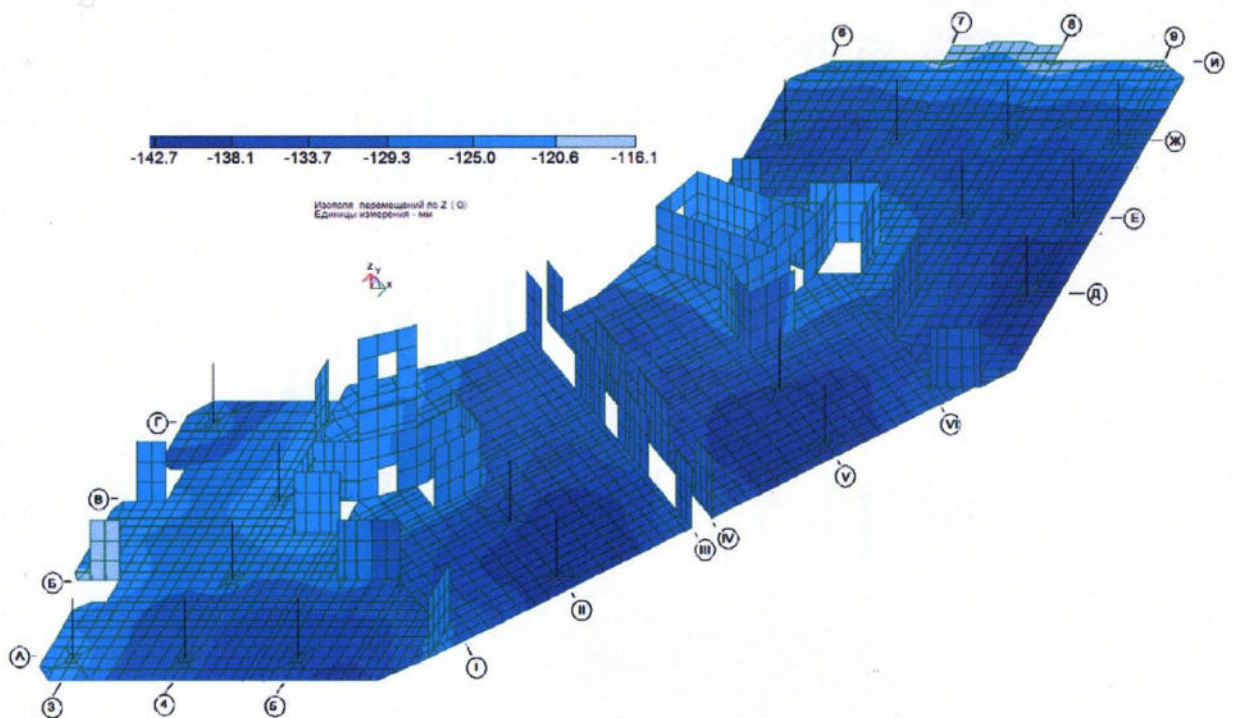 6
7
8
9
И
Ж
Е
Д
-142.7 -138.1 -133.7 -129.3 -125.0 -120.6 -116.1
Изополя перемещений по Z ( G)
Единицы измерения - мм
Z Y X
Г
В
Б
А
VI
V
IV
III
II
I
3
4
5